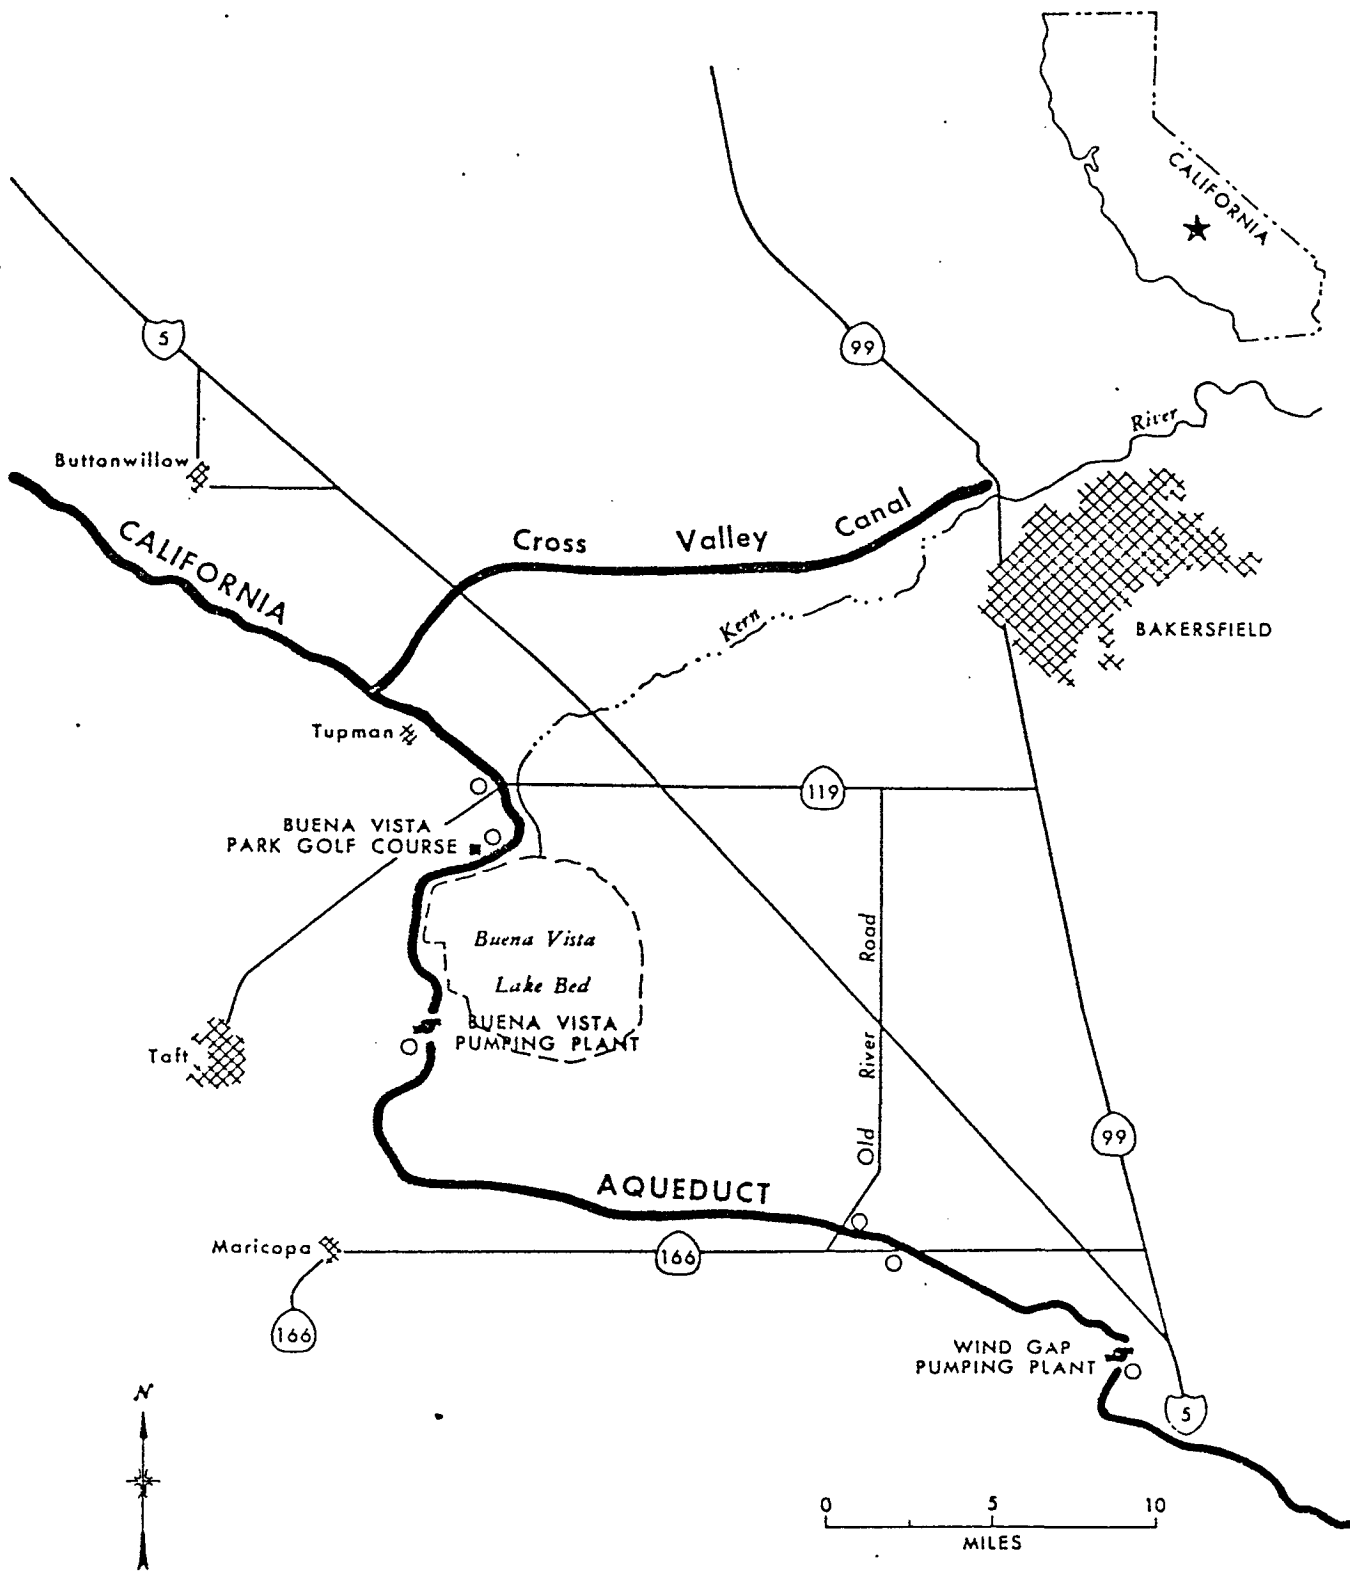 CALIFORNIA
5
99
River
Buttonwillow
CALIFORNIA
Cross Valley Canal
Kern
BAKERSFIELD
Tupman
119
BUENA VISTA
PARK GOLF COURSE
Buena Vista
Lake Bed
BUENA VISTA
PUMPING PLANT
Old River Road
Taft
99
AQUEDUCT
Maricopa
166
166
WIND GAP
PUMPING PLANT
5
N
0 5 10
MILES